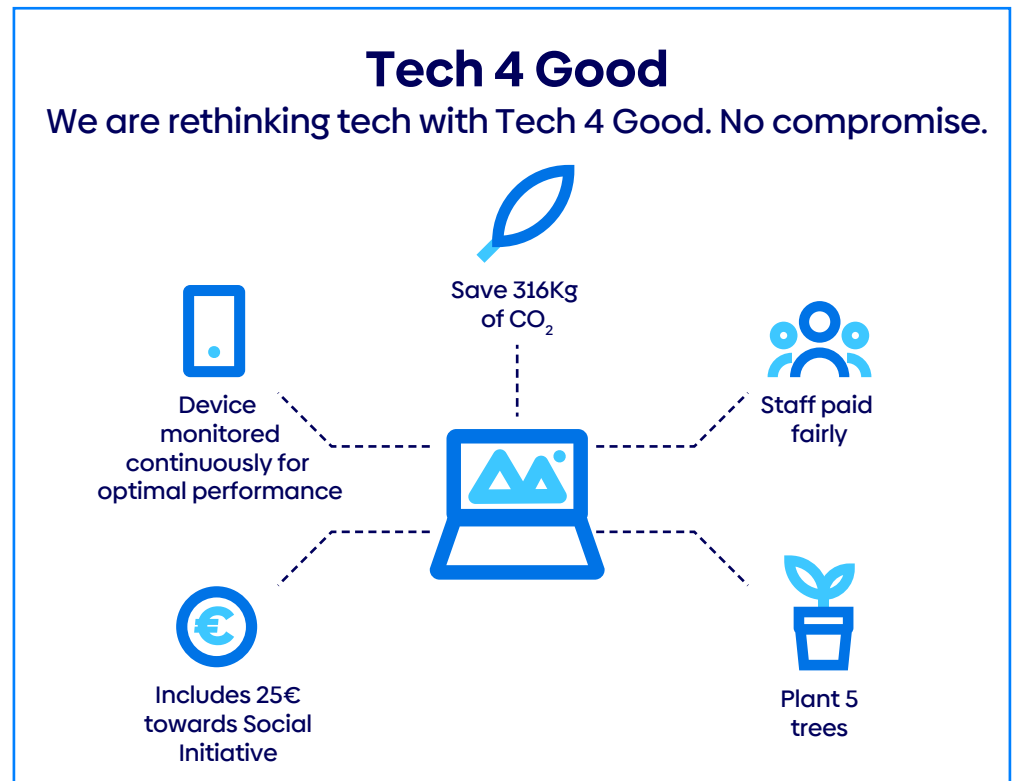 Tech 4 Good
We are rethinking tech with Tech 4 Good. No compromise.
Save 316Kg
of CO₂
Device
monitored
continuously for
optimal performance
Staff paid
fairly
€
Includes 25€
towards Social
Initiative
Plant 5
trees